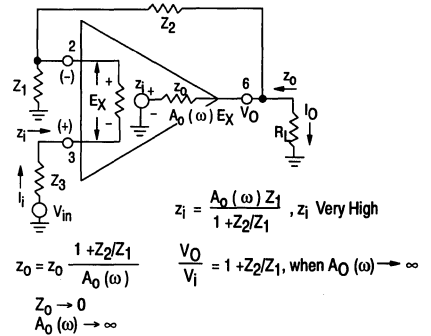 Z2
2
(–)
Z1
+
EX
–
zi
+
–
zo
Ao (ω) EX
6
VO
zo
IO
RL
zi
(+)
3
Z3
Ii
Vin
zi = Ao (ω) Z1 / 1+Z2/Z1 , zi Very High
zo = zo 1+Z2/Z1 / Ao (ω)
VO / Vi = 1+Z2/Z1, when AO (ω) → ∞
Zo → 0
Ao (ω) → ∞